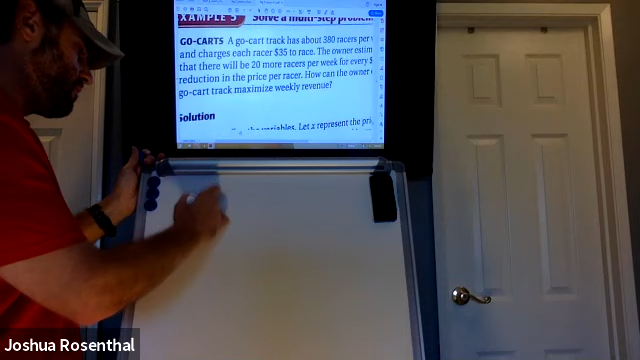 XAMPLE 5 Solve a multi-step problem
GO-CARTS A go-cart track has about 380 racers per
and charges each racer $35 to race. The owner estim
that there will be 20 more racers per week for every $
reduction in the price per racer. How can the owner
go-cart track maximize weekly revenue?
Solution
the variables. Let x represent the pri
Joshua Rosenthal